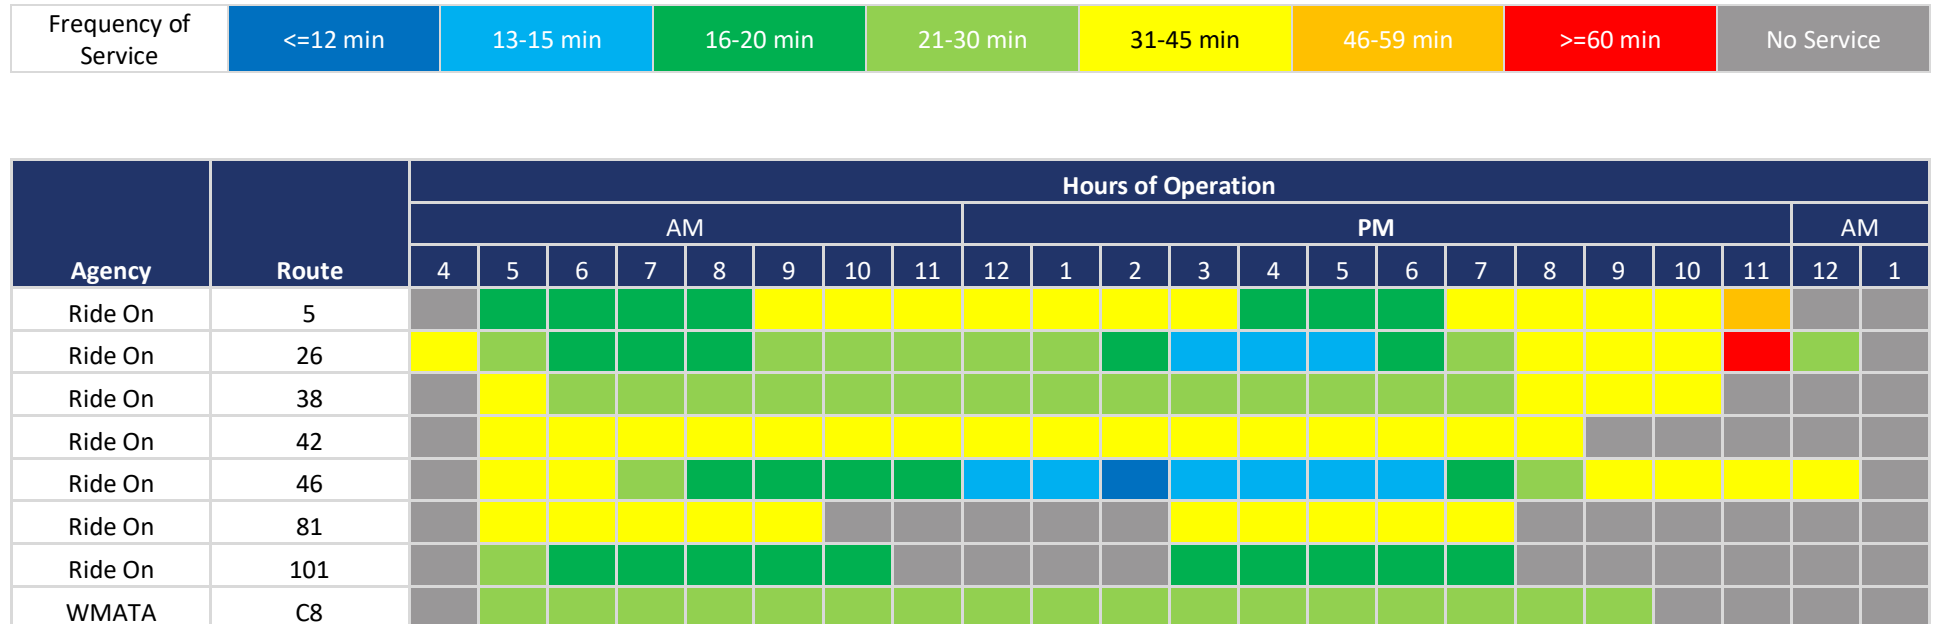 Frequency of
Service
<=12 min
13-15 min
16-20 min
21-30 min
31-45 min
46-59 min
>=60 min
No Service
Hours of Operation
AM PM AM
Agency Route 4 5 6 7 8 9 10 11 12 1 2 3 4 5 6 7 8 9 10 11 12 1
Ride On 5
Ride On 26
Ride On 38
Ride On 42
Ride On 46
Ride On 81
Ride On 101
WMATA C8